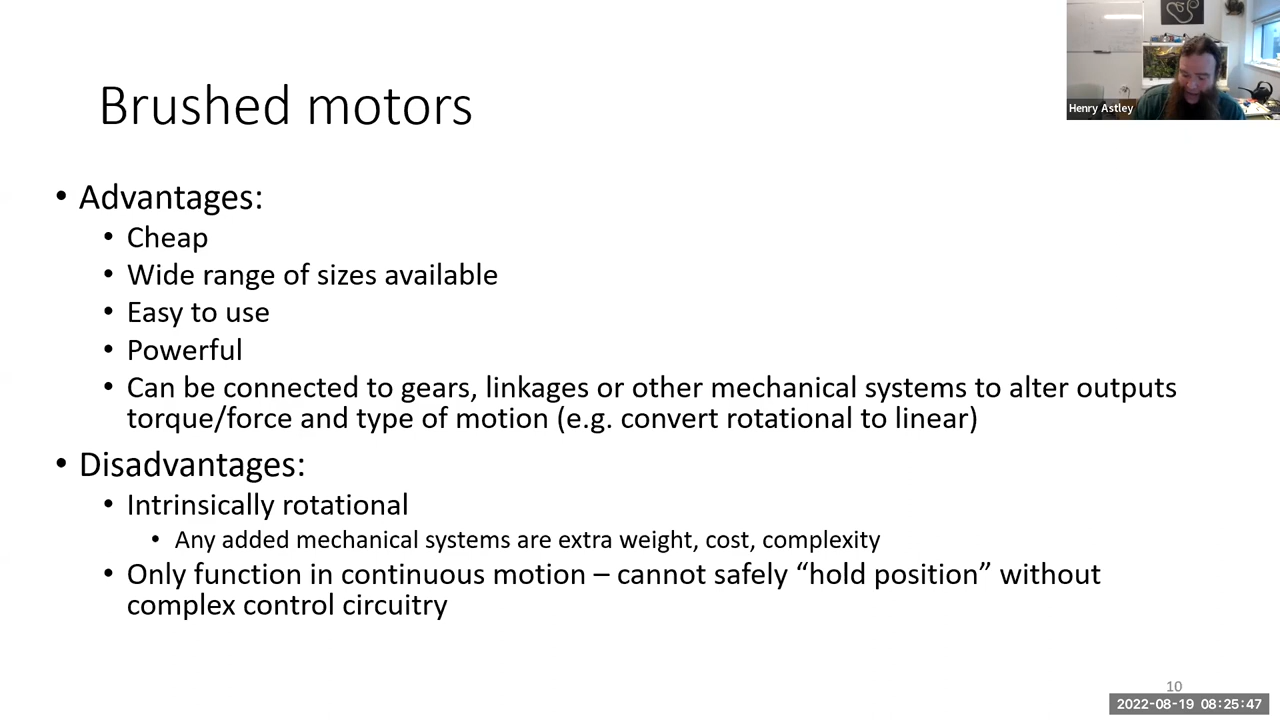 Henry Astley
Brushed motors
• Advantages:
• Cheap
• Wide range of sizes available
• Easy to use
• Powerful
• Can be connected to gears, linkages or other mechanical systems to alter outputs
torque/force and type of motion (e.g. convert rotational to linear)
• Disadvantages:
• Intrinsically rotational
• Any added mechanical systems are extra weight, cost, complexity
• Only function in continuous motion – cannot safely “hold position” without
complex control circuitry
10
2022-08-19 08:25:47